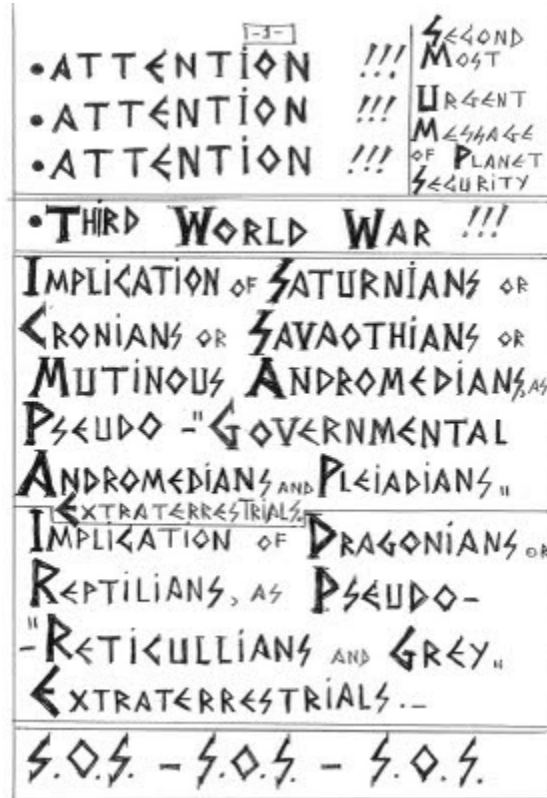 -3-
• ATTENTION !!!
• ATTENTION !!!
• ATTENTION !!!
SECOND
MOST
URGENT
MESSAGE
OF PLANET
SECURITY
• THIRD WORLD WAR !!!
IMPLICATION OF SATURNIANS OR
CRONIANS OR SAVAOTHIANS OR
MUTINOUS ANDROMEDIANS, AS
PSEUDO -"GOVERNMENTAL
ANDROMEDIANS AND PLEIADIANS"
EXTRATERRESTRIALS.
IMPLICATION OF DRAGONIANS OR
REPTILIANS, AS PSEUDO-
-"RETICULLIANS AND GREY"
EXTRATERRESTRIALS.-
S.O.S. - S.O.S. - S.O.S.